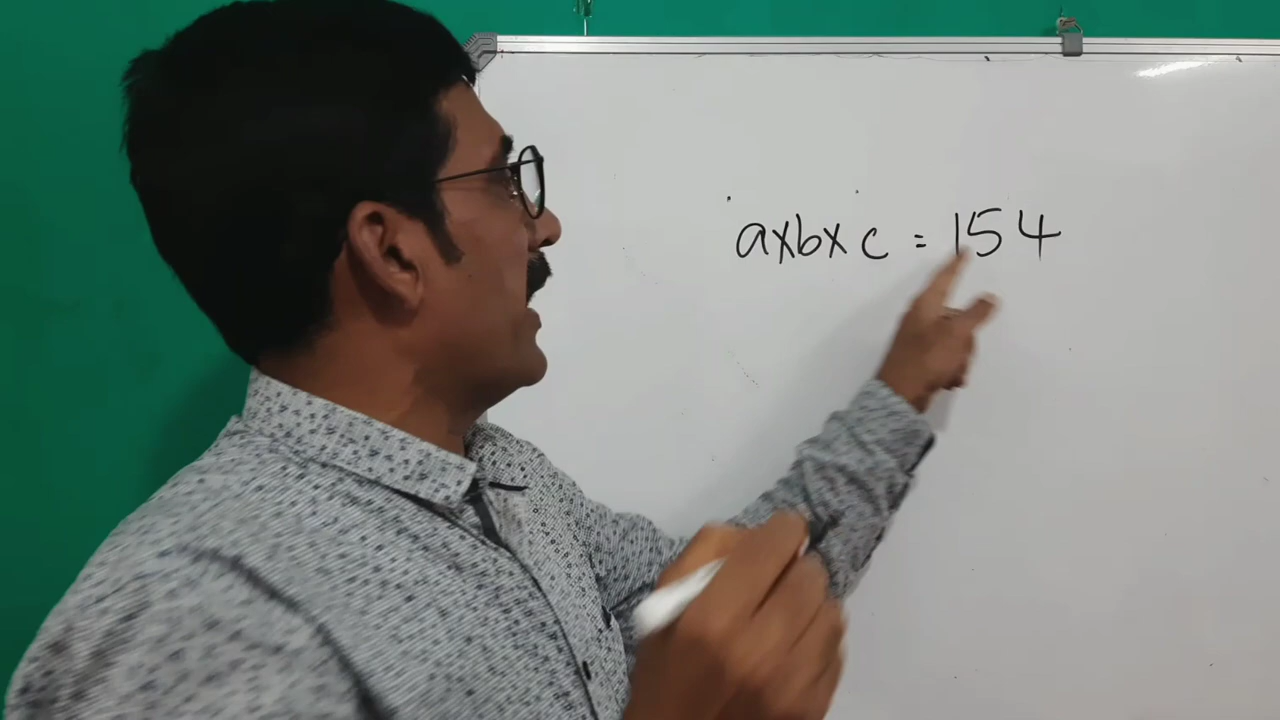 axbxc = 154